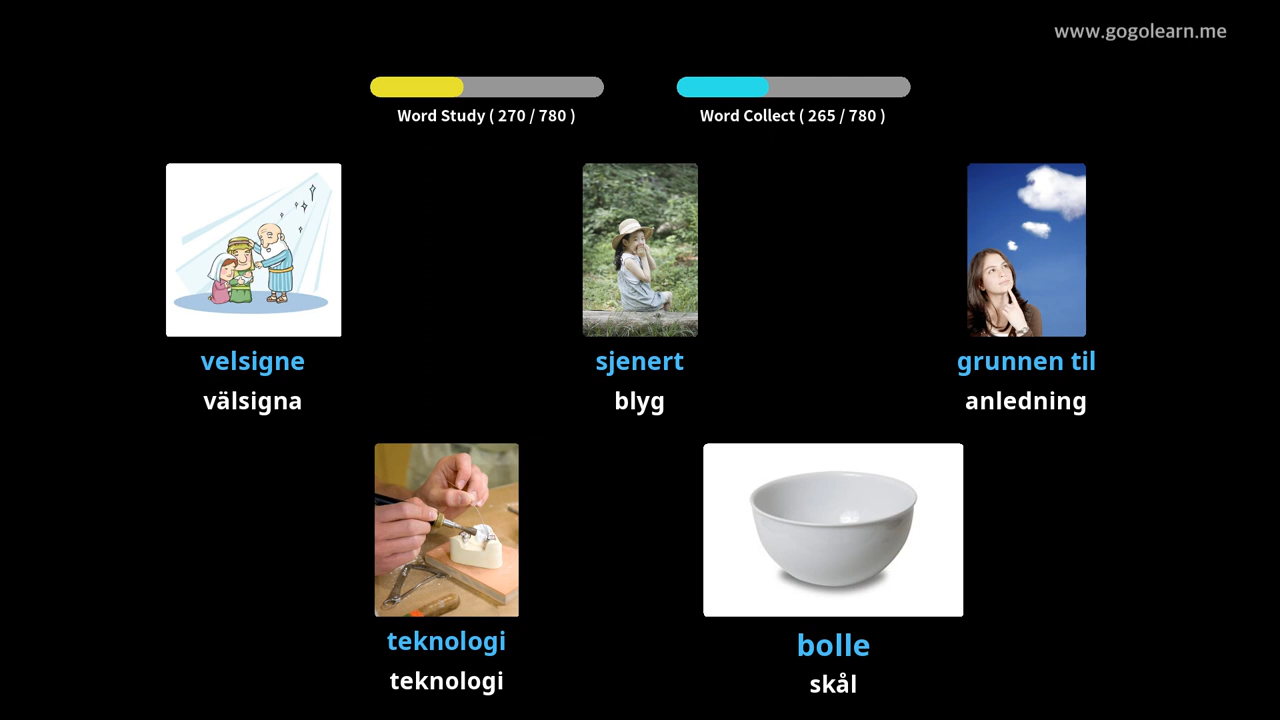 www.gogolearn.me
Word Study ( 270 / 780 )
Word Collect ( 265 / 780 )
velsigne
välsigna
sjenert
blyg
grunnen til
anledning
teknologi
teknologi
bolle
skål